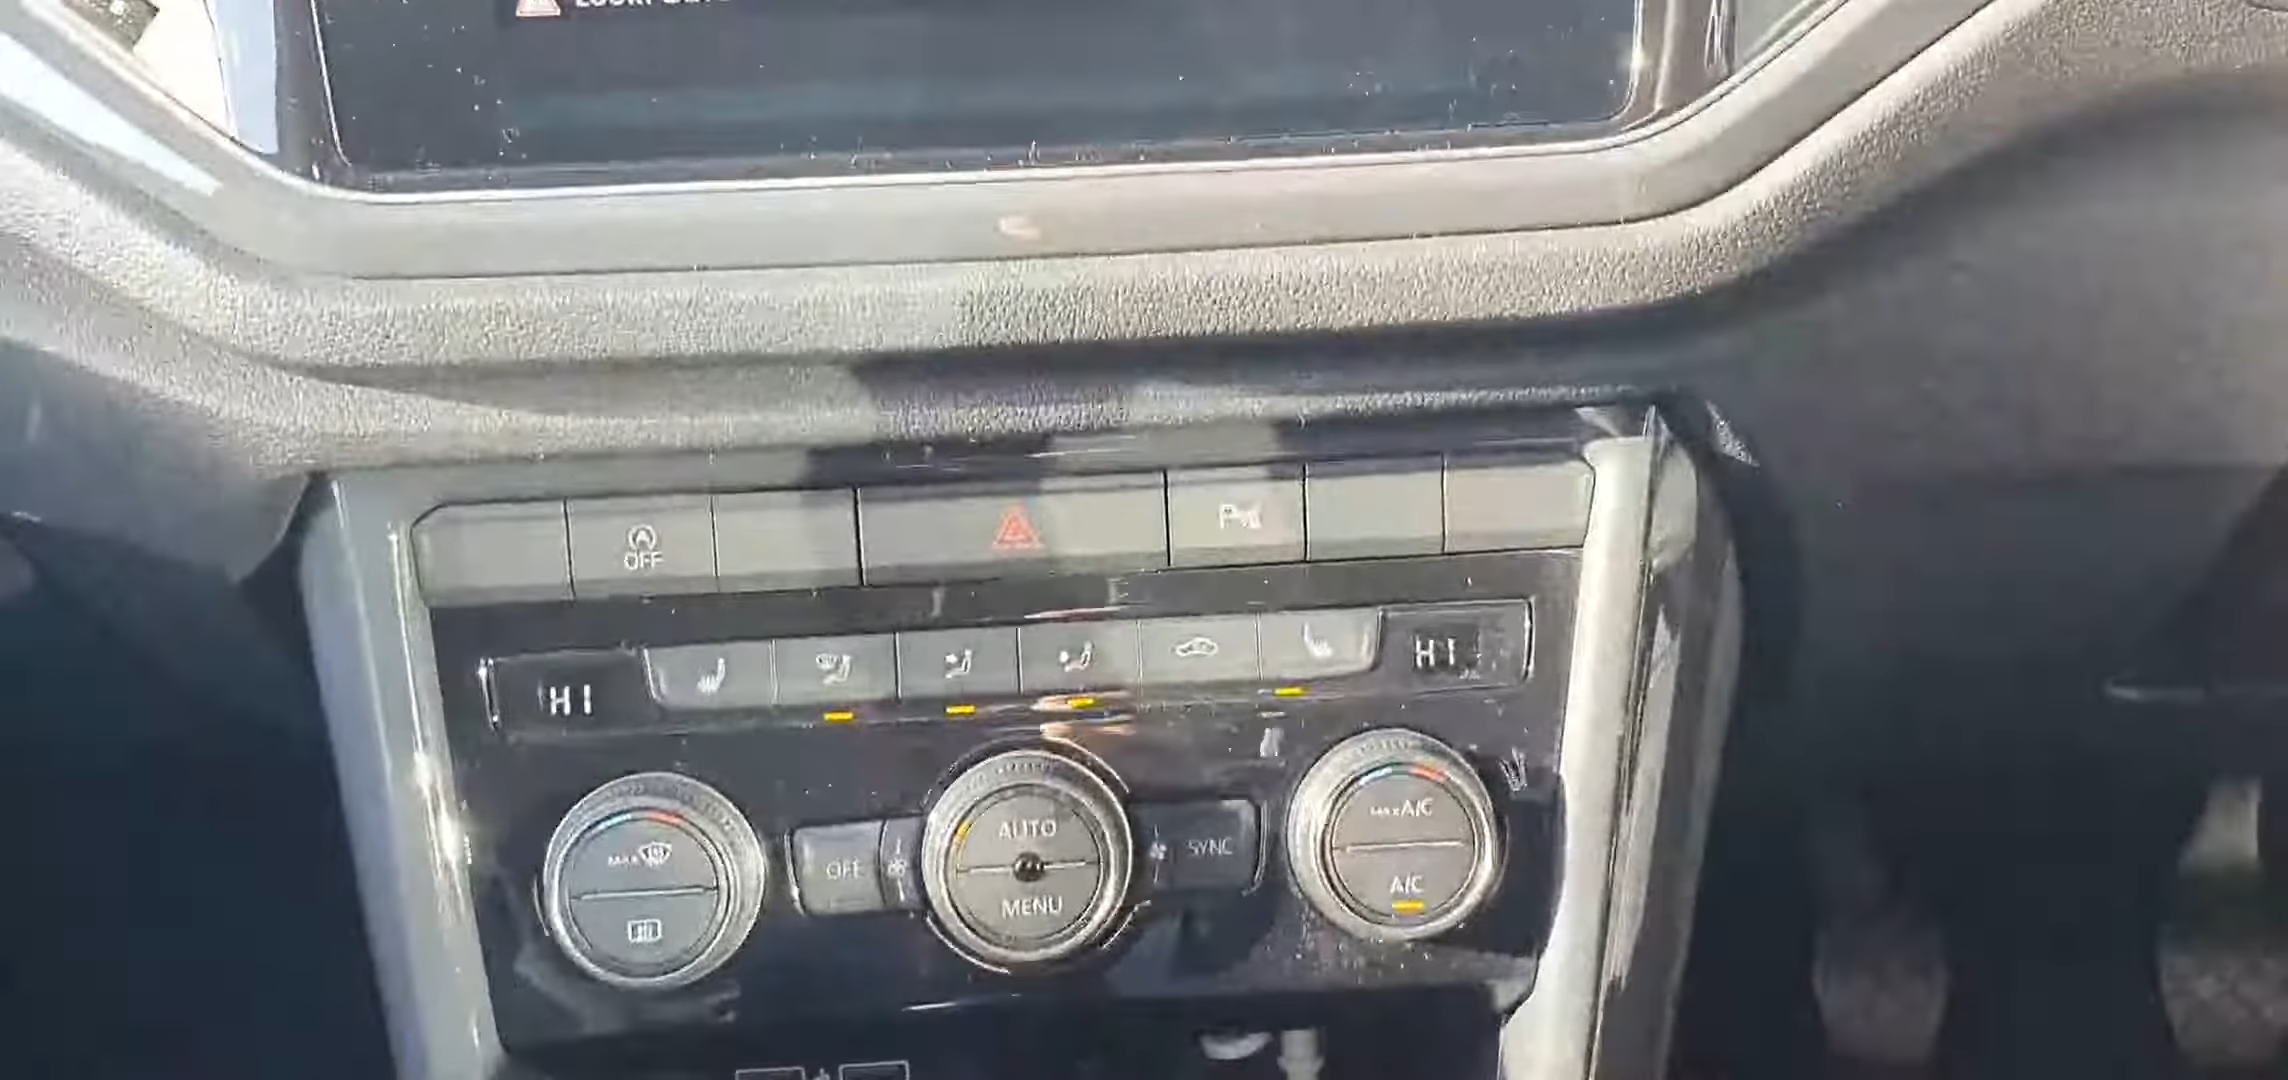 OFF
P
HI
HI
MAX
AUTO
MAX A/C
OFF
SYNC
MENU
A/C